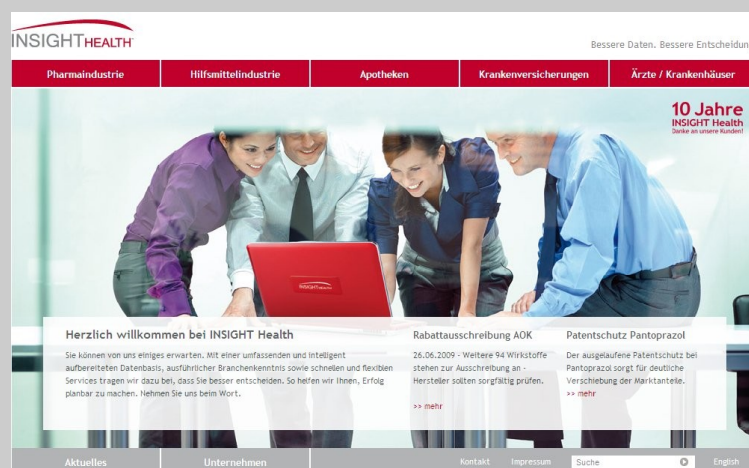 INSIGHT HEALTH
Bessere Daten. Bessere
Pharmaindustrie
Hilfsmittelindustrie
Apotheken
Krankenversicherungen
Ärzte / Krankenhäuser
10 Jahre
INSIGHT Health
Danke an unsere Kunden!
INSIGHT HEALTH
Herzlich willkommen bei INSIGHT Health
Sie können von uns einiges erwarten. Mit einer umfassenden und intelligent
aufbereiteten Datenbasis, ausführlicher Branchenkenntnis sowie schnellen und flexiblen
Services tragen wir dazu bei, dass Sie besser entscheiden. So helfen wir Ihnen, Erfolg
planbar zu machen. Nehmen Sie uns beim Wort.
Rabattausschreibung AOK
26.06.2009 - Weitere 94 Wirkstoffe
stehen zur Ausschreibung an -
Hersteller sollten sorgfältig prüfen.
>> mehr
Patentschutz Pantoprazol
Der ausgelaufene Patentschutz bei
Pantoprazol sorgt für deutliche
Verschiebung der Marktanteile.
>> mehr
Aktuelles
Unternehmen
Kontakt
Impressum
Suche
English